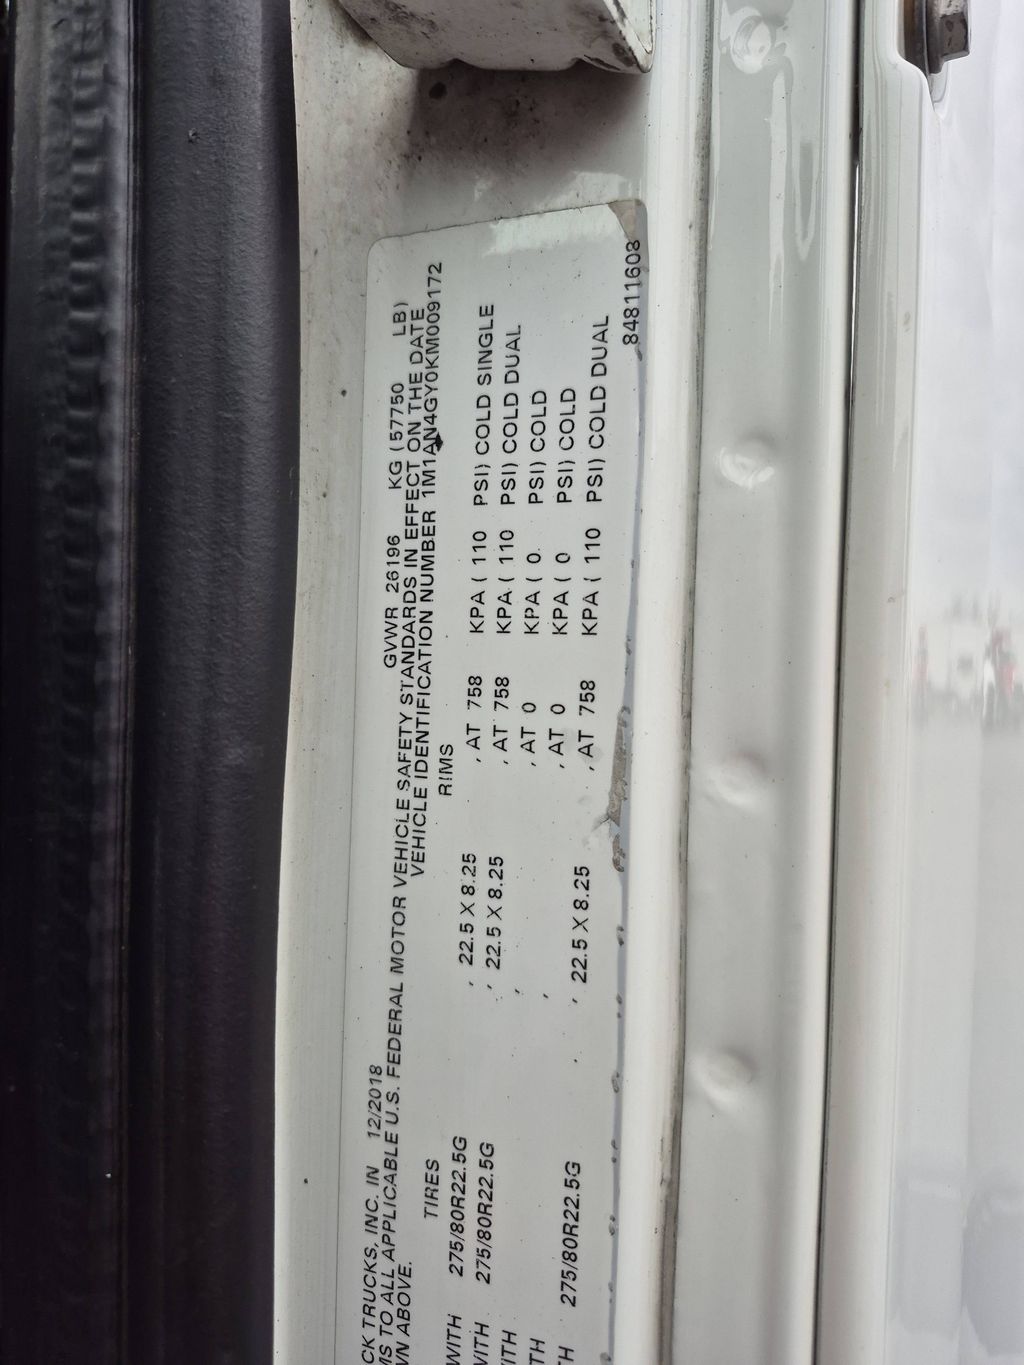 CK TRUCKS, INC. IN 12/2018 GVWR 26196 KG (57750 LB)
MS TO ALL APPLICABLE U.S. FEDERAL MOTOR VEHICLE SAFETY STANDARDS IN EFFECT ON THE DATE
WN ABOVE. VEHICLE IDENTIFICATION NUMBER 1M1AN4GY0KM009172
TIRES RIMS
WITH 275/80R22.5G , 22.5 X 8.25 , AT 758 KPA ( 110 PSI) COLD SINGLE
WITH 275/80R22.5G , 22.5 X 8.25 , AT 758 KPA ( 110 PSI) COLD DUAL
ITH , , AT 0 KPA ( 0 PSI) COLD
TH , , AT 0 KPA ( 0 PSI) COLD
TH 275/80R22.5G , 22.5 X 8.25 , AT 758 KPA ( 110 PSI) COLD DUAL
84811608